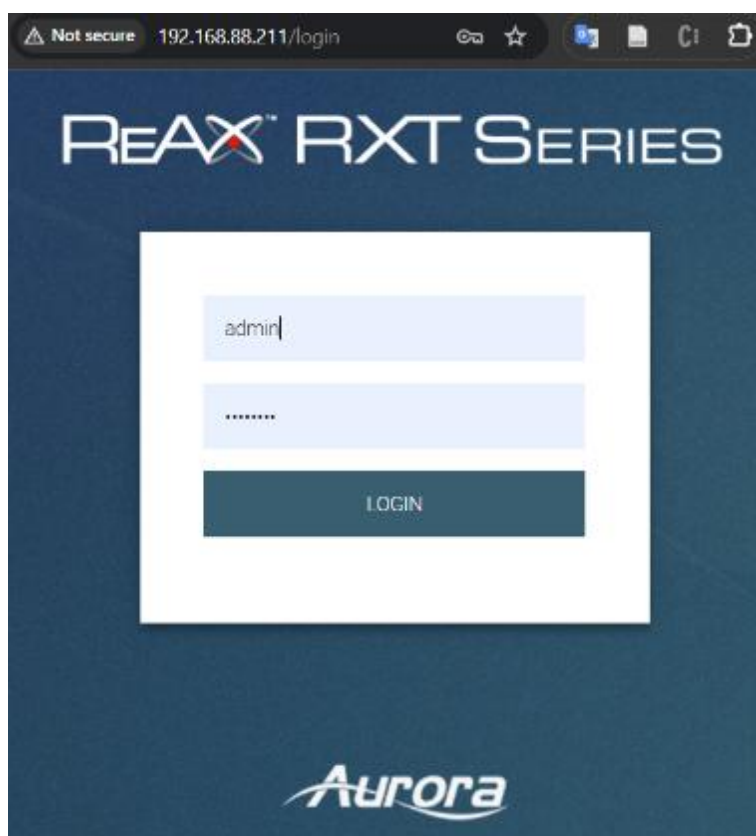 Not secure 192.168.88.211/login
REAX™ RXT SERIES
admin
........
LOGIN
Aurora